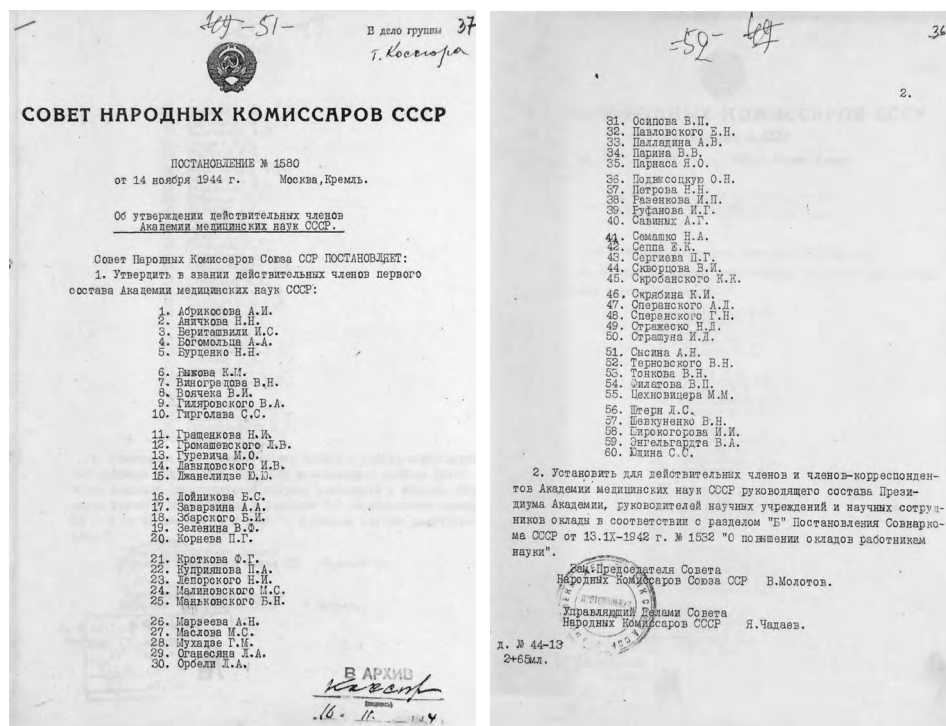 -51-
В дело группы 37
т. Коссиора
СОВЕТ НАРОДНЫХ КОМИССАРОВ СССР
ПОСТАНОВЛЕНИЕ № 1580
от 14 ноября 1944 г. Москва,Кремль.
Об утверждении действительных членов
Академии медицинских наук СССР.
Совет Народных Комиссаров Союза ССР ПОСТАНОВЛЯЕТ:
1. Утвердить в звании действительных членов первого
состава Академии медицинских наук СССР:
1. Абрикосова А.И.
2. Аничкова Н.Н.
3. Бериташвили И.С.
4. Богомольца А.А.
5. Бурденко Н.Н.
6. Быкова К.М.
7. Виноградова В.Н.
8. Воячека В.И.
9. Гиляровского В.А.
10. Гирголава С.С.
11. Гращенкова Н.И.
12. Громашевского Л.В.
13. Гуревича М.О.
14. Давыдовского И.В.
15. Джанелидзе Ю.Ю.
16. Дойникова Б.С.
17. Заварзина А.А.
18. Збарского Б.И.
19. Зеленина В.Ф.
20. Корнева П.Г.
21. Кроткова Ф.Г.
22. Куприянова П.А.
23. Лепорского Н.И.
24. Малиновского М.С.
25. Маньковского Б.Н.
26. Марзеева А.Н.
27. Маслова М.С.
28. Мухадзе Г.М.
29. Оганесяна Л.А.
30. Орбели Л.А.
В АРХИВ
(подпись)
16. 11.
-52-
36
2.
31. Осипова В.П.
32. Павловского Е.Н.
33. Палладина А.В.
34. Парина В.В.
35. Парнаса Я.О.
36. Подвысоцкую О.Н.
37. Петрова Н.Н.
38. Разенкова И.П.
39. Руфанова И.Г.
40. Савиных А.Г.
41. Семашко Н.А.
42. Сеппа Е.К.
43. Сергиева П.Г.
44. Скворцова В.И.
45. Скробанского К.К.
46. Скрябина К.И.
47. Сперанского А.Д.
48. Сперанского Г.Н.
49. Стражеско Н.Д.
50. Страшуна И.Д.
51. Сысина А.Н.
52. Терновского В.Н.
53. Тонкова В.Н.
54. Филатова В.П.
55. Цехновицера М.М.
56. Штерн Л.С.
57. Шевкуненко В.Н.
58. Широкогорова И.И.
59. Энгельгардта В.А.
60. Юдина С.С.
2. Установить для действительных членов и членов-корреспонден-
тов Академии медицинских наук СССР руководящего состава Прези-
диума Академии, руководителей научных учреждений и научных сотруд-
ников оклады в соответствии с разделом "Б" Постановления Совнарко-
ма СССР от 13.IX-1942 г. № 1532 "О повышении окладов работникам
науки".
Зам.Председателя Совета
Народных Комиссаров Союза ССР В.Молотов.
Управляющий Делами Совета
Народных Комиссаров СССР Я.Чадаев.
д. № 44-13
2+65мл.